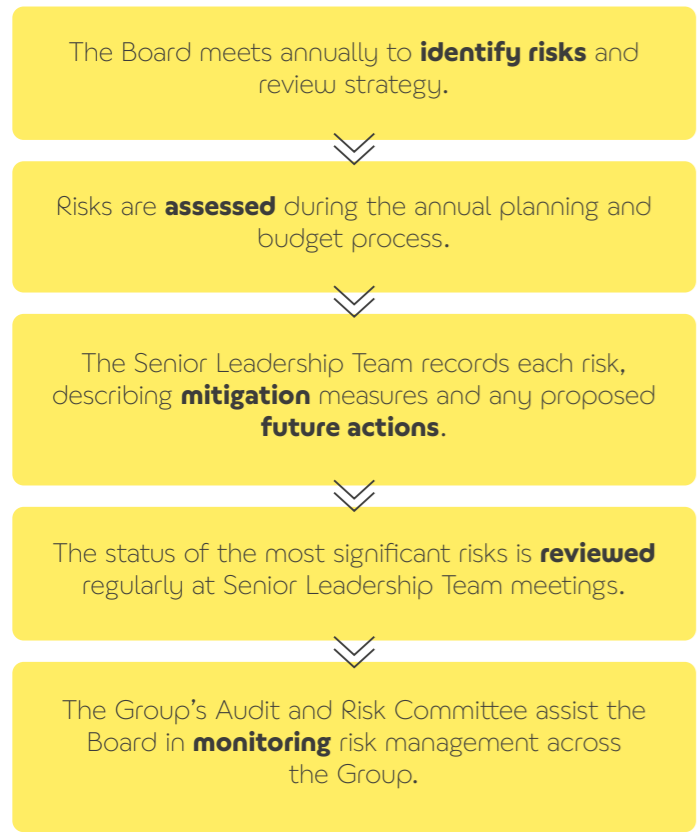 The Board meets annually to identify risks and
review strategy.
Risks are assessed during the annual planning and
budget process.
The Senior Leadership Team records each risk,
describing mitigation measures and any proposed
future actions.
The status of the most significant risks is reviewed
regularly at Senior Leadership Team meetings.
The Group's Audit and Risk Committee assist the
Board in monitoring risk management across
the Group.